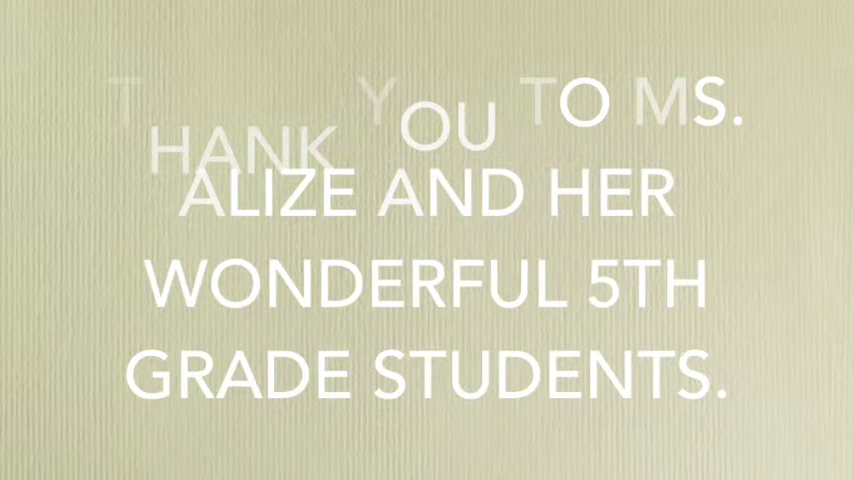 THANK YOU TO MS.
ALIZE AND HER
WONDERFUL 5TH
GRADE STUDENTS.